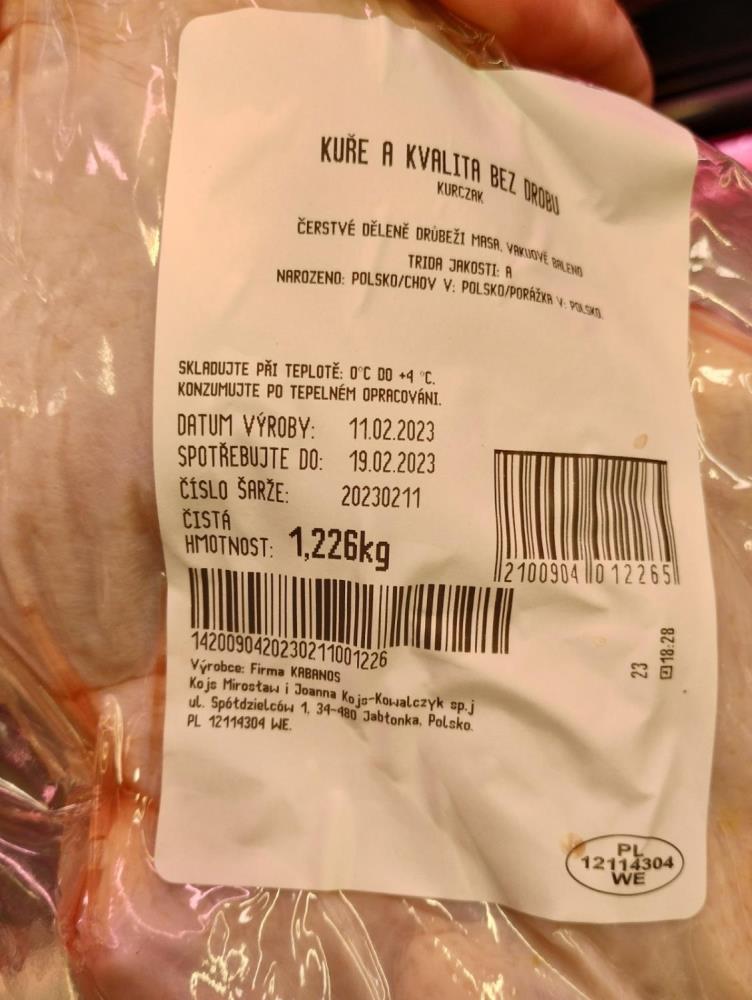 KUŘE A KVALITA BEZ DROBU
KURCZAK
ČERSTVÉ DĚLENĚ DRŮBEŽI MASA, VAKUOVĚ BALENO
TRIDA JAKOSTI: A
NAROZENO: POLSKO/CHOV V: POLSKO/PORÁŽKA V: POLSKO.
SKLADUJTE PŘI TEPLOTĚ: 0°C DO +4 °C.
KONZUMUJTE PO TEPELNÉM OPRACOVÁNI.
DATUM VÝROBY: 11.02.2023
SPOTŘEBUJTE DO: 19.02.2023
ČÍSLO ŠARŽE: 20230211
ČISTÁ
HMOTNOST: 1,226kg
2100904 012265
1420090420230211001226
23 18:28
Výrobce: Firma KABANOS
Kojs Mirosław i Joanna Kojs-Kowalczyk sp.j
ul. Spółdzielców 1, 34-480 Jabłonka, Polsko.
PL 12114304 WE.
PL
12114304
WE